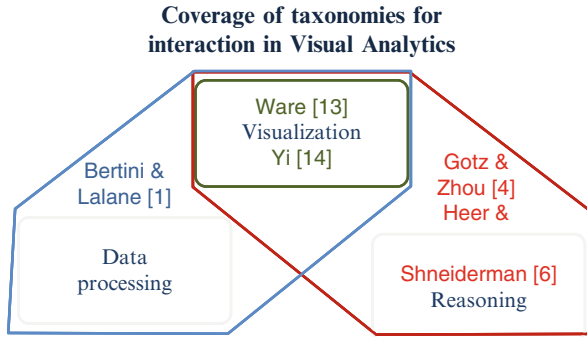 Coverage of taxonomies for
interaction in Visual Analytics
Ware [13]
Visualization
Yi [14]
Bertini &
Lalane [1]
Gotz &
Zhou [4]
Heer &
Shneiderman [6]
Reasoning
Data
processing